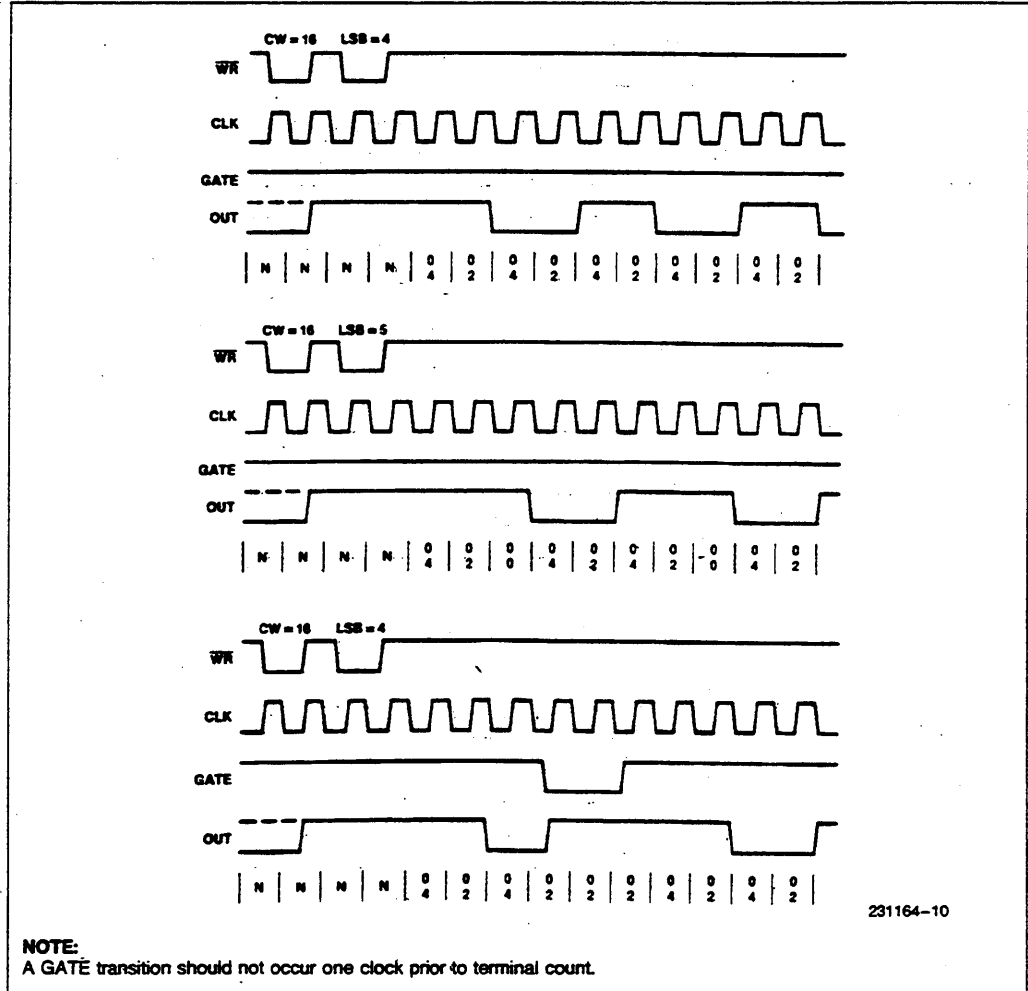 CW = 16 LSB = 4
WR
CLK
GATE
OUT
N N N N 0 0 0 0 0 0 0 0 0 0
4 2 4 2 4 2 4 2 4 2
CW = 16 LSB = 5
WR
CLK
GATE
OUT
N N N N 0 0 0 0 0 0 0 0 0 0
4 2 0 4 2 4 2 0 4 2
CW = 16 LSB = 4
WR
CLK
GATE
OUT
N N N N 0 0 0 0 0 0 0 0 0 0
4 2 4 2 2 2 4 2 4 2
231164–10
NOTE:
A GATE transition should not occur one clock prior to terminal count.